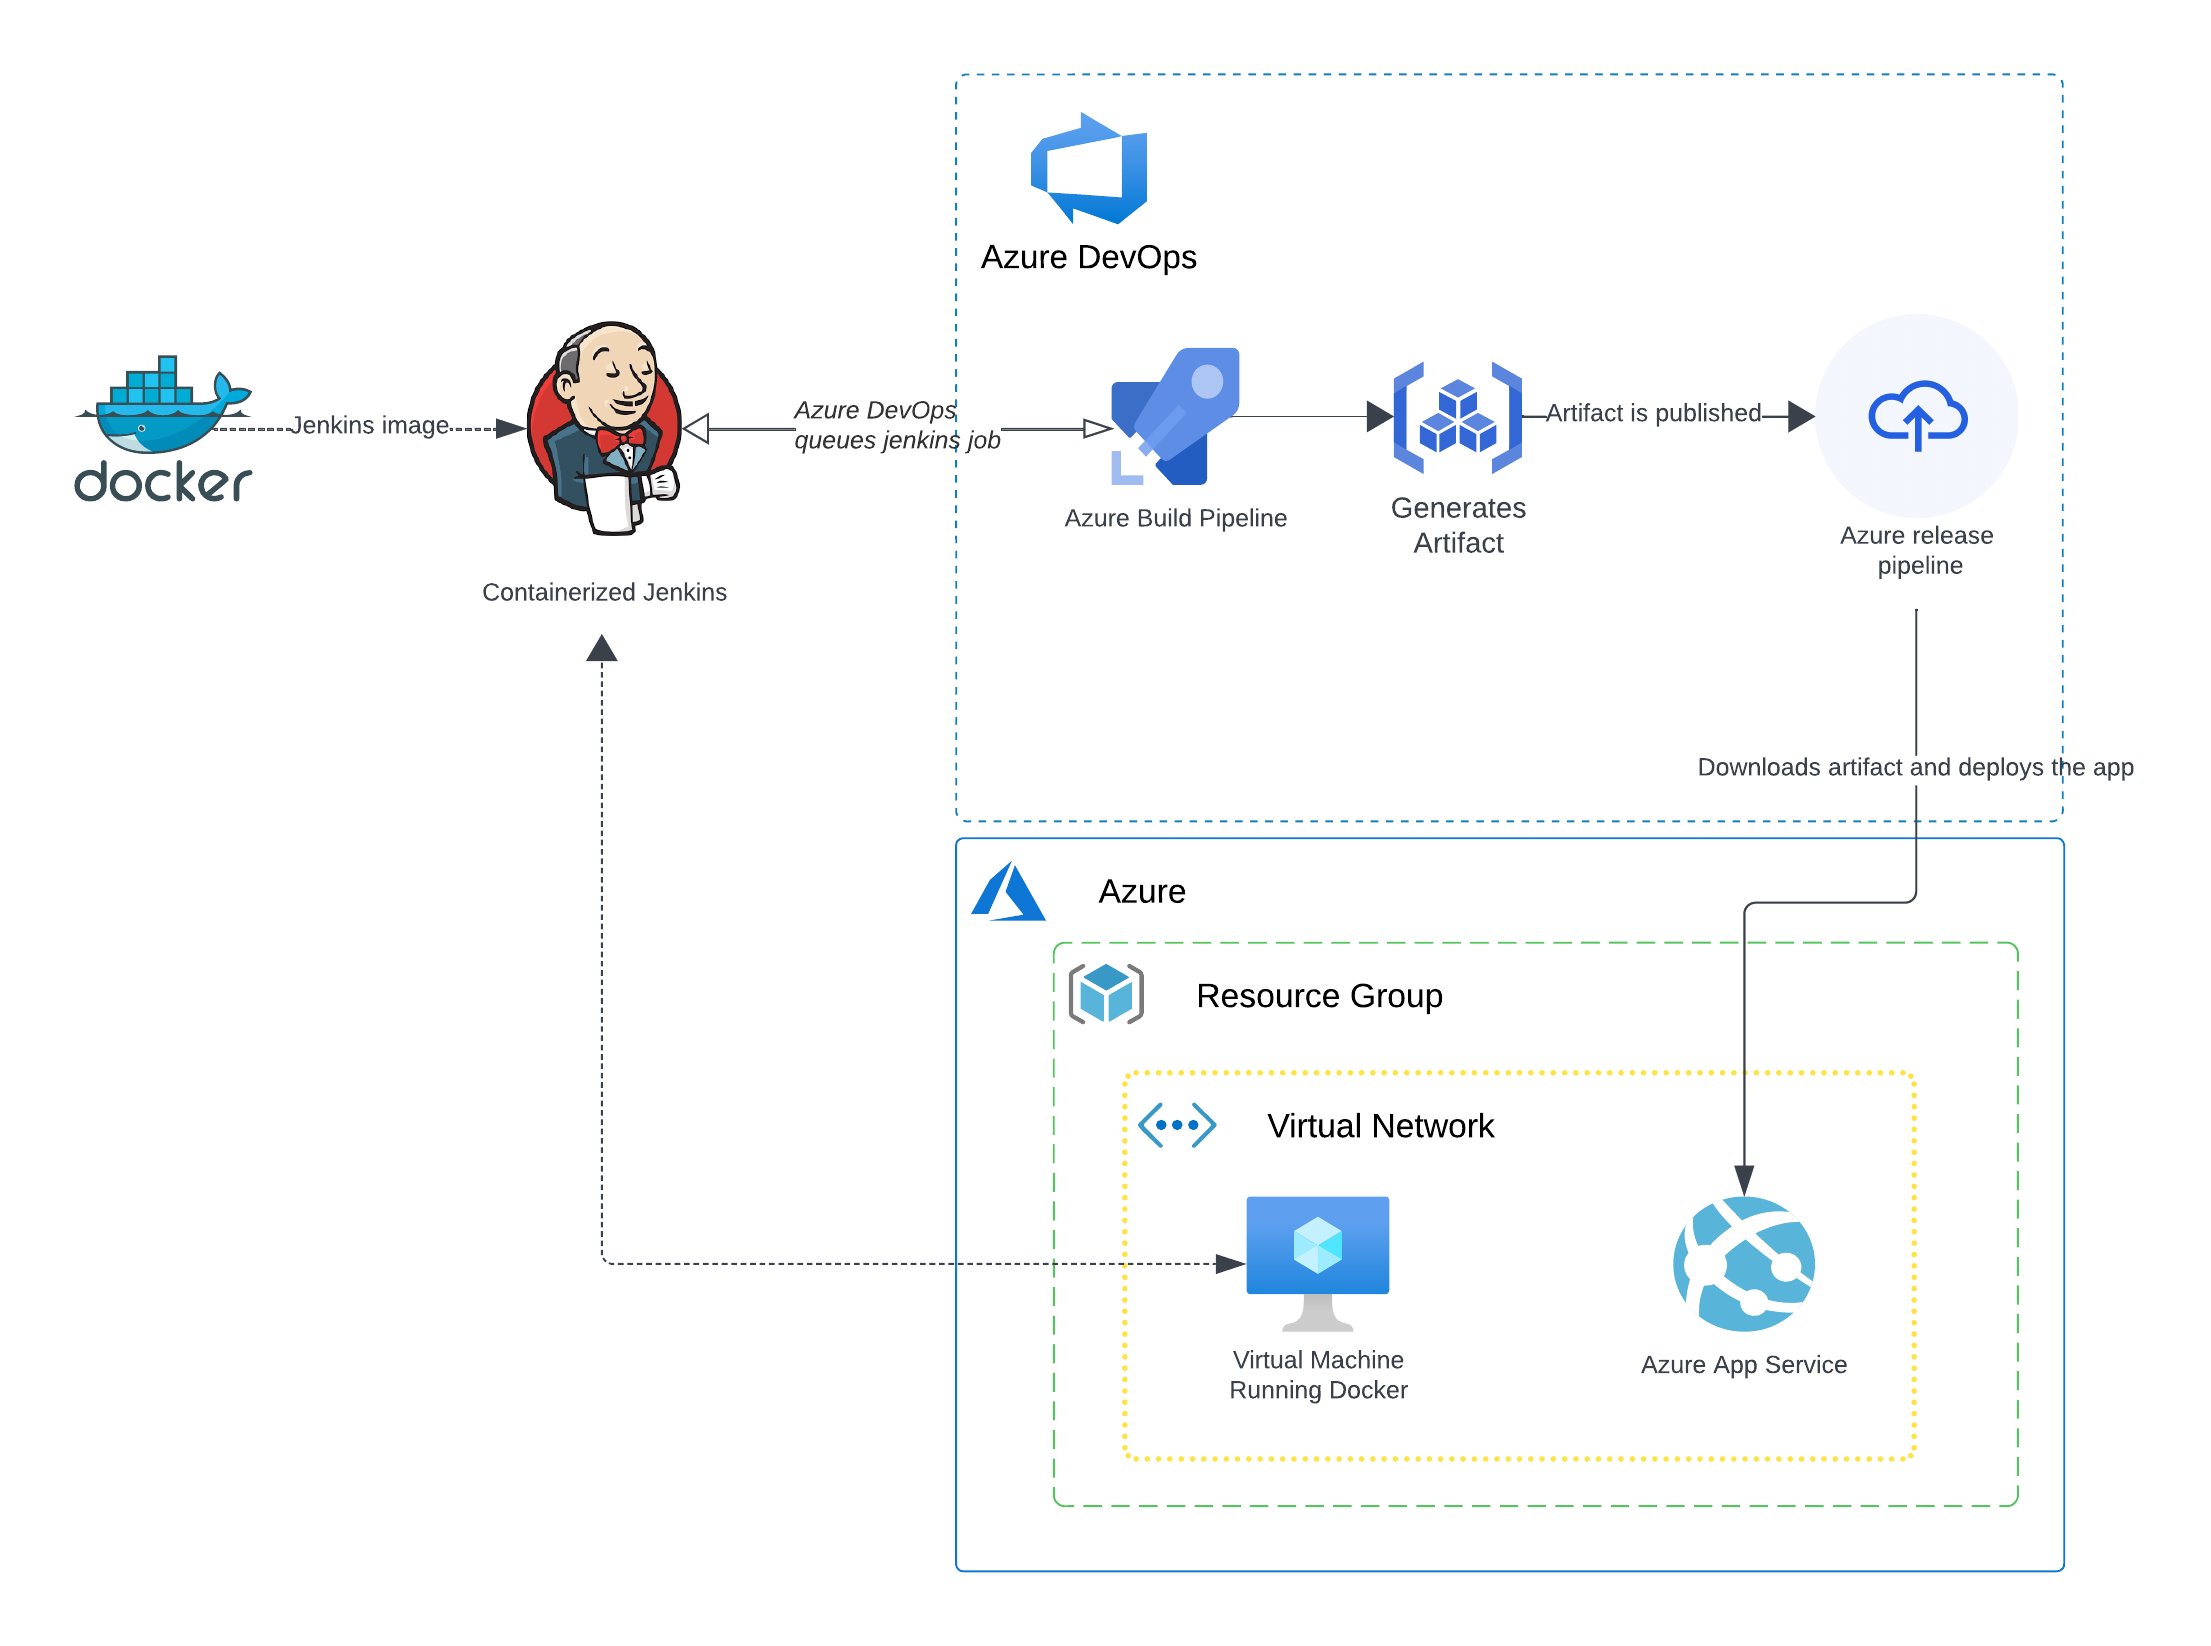 Azure DevOps
docker
Jenkins image
Containerized Jenkins
Azure DevOps
queues jenkins job
Azure Build Pipeline
Generates
Artifact
Artifact is published
Azure release
pipeline
Downloads artifact and deploys the app
Azure
Resource Group
Virtual Network
Virtual Machine
Running Docker
Azure App Service